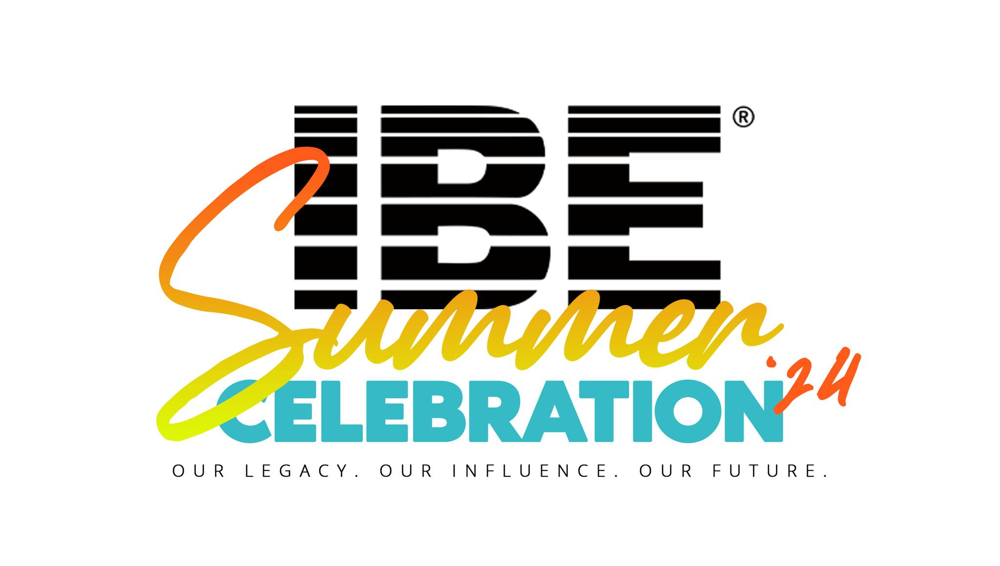 IBE®
Summer
'24
CELEBRATION
OUR LEGACY. OUR INFLUENCE. OUR FUTURE.